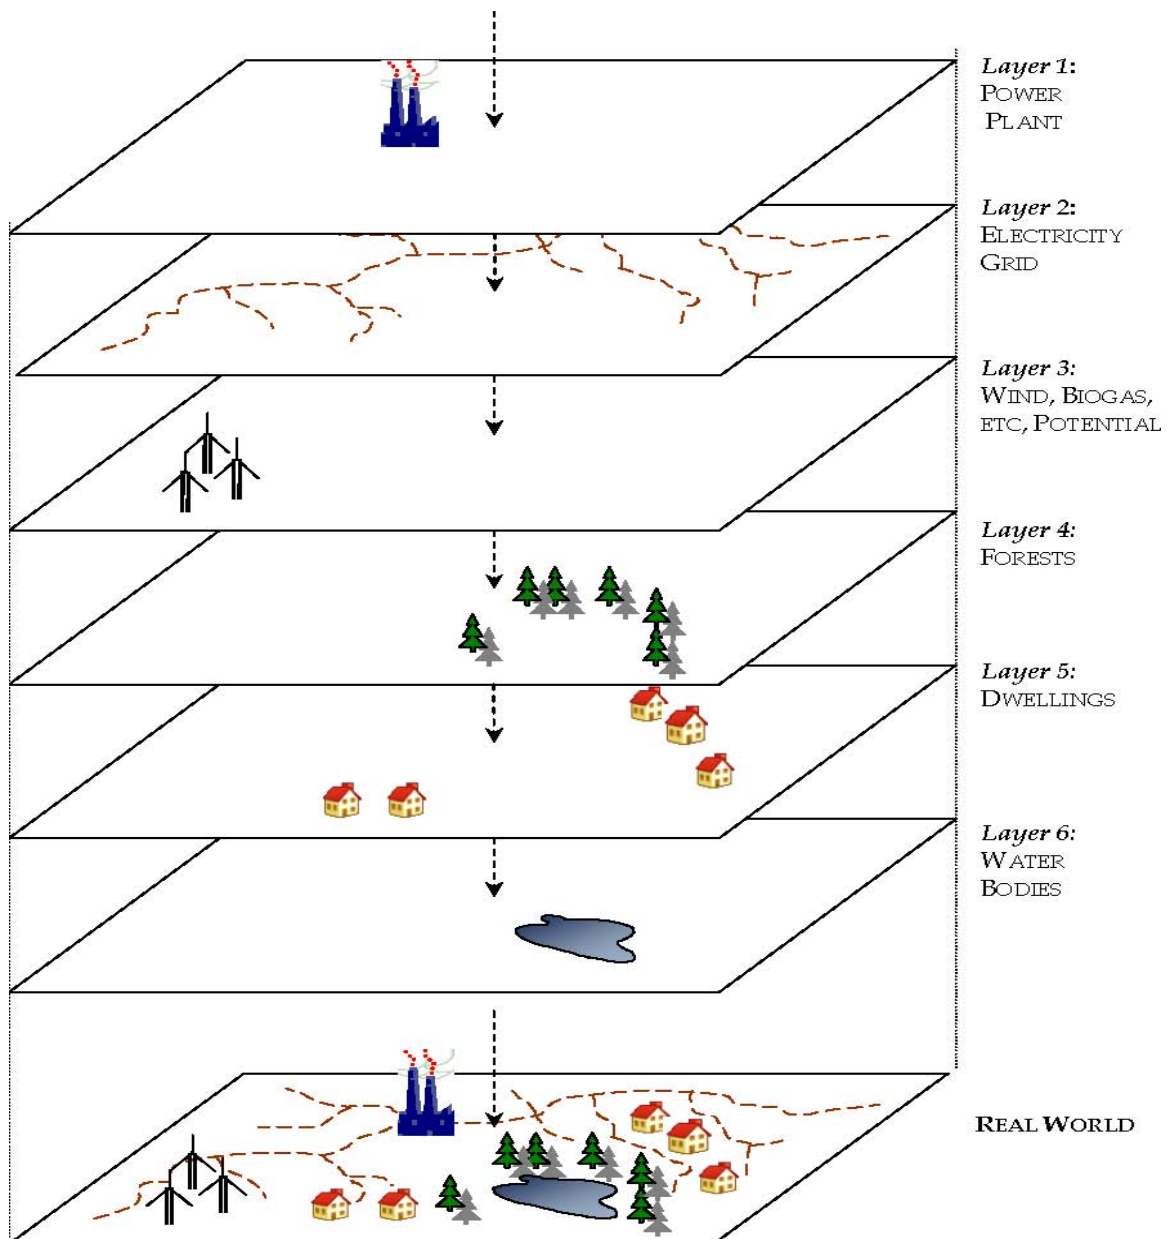 Layer 1:
POWER
PLANT
Layer 2:
ELECTRICITY
GRID
Layer 3:
WIND, BIOGAS,
ETC, POTENTIAL
Layer 4:
FORESTS
Layer 5:
DWELLINGS
Layer 6:
WATER
BODIES
REAL WORLD